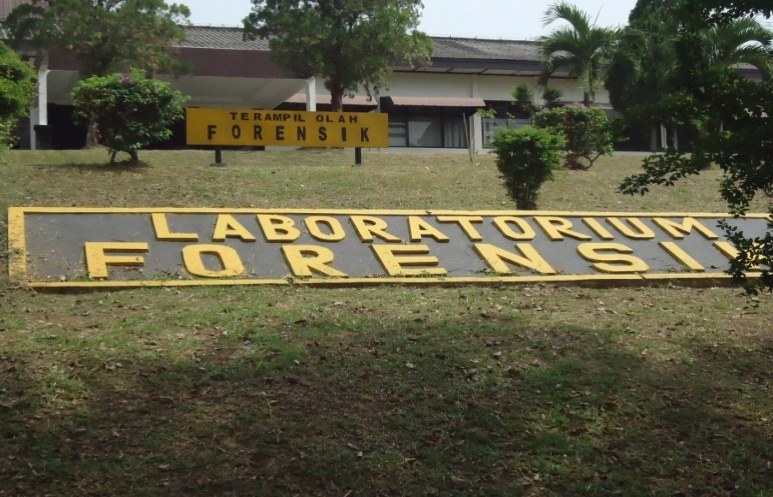 TERAMPIL OLAH
FORENSIK
LABORATORIUM
FORENSIK